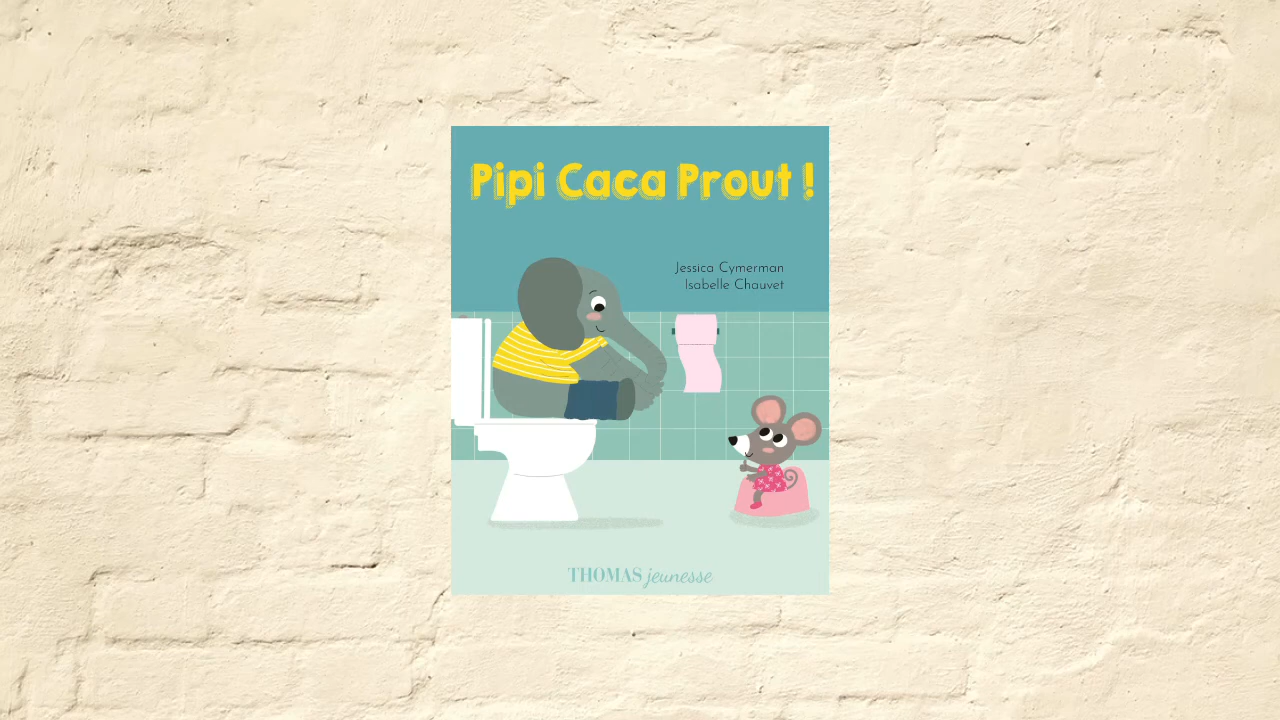 Pipi Caca Prout !
Jessica Cymerman
Isabelle Chauvet
THOMAS jeunesse